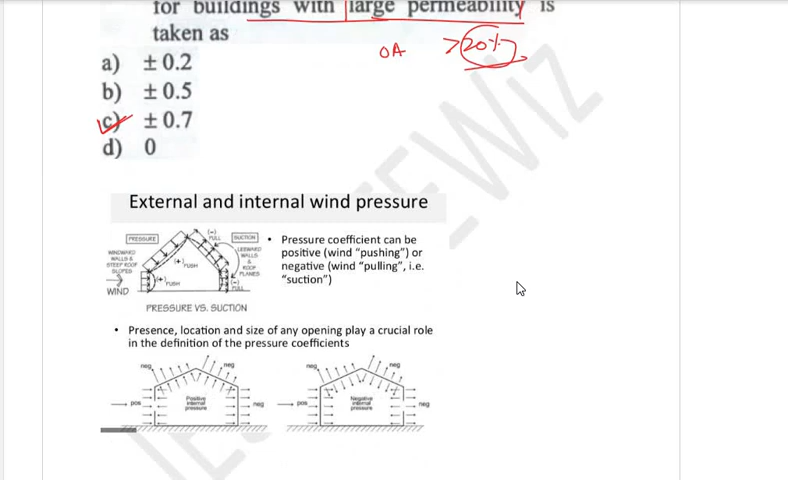 for buildings with large permeability is
taken as
OA >20%
a) ± 0.2
b) ± 0.5
c) ± 0.7
d) 0
External and internal wind pressure
PRESSURE
(-)
PULL
SUCTION
WINDWARD
WALLS &
STEEP ROOF
SLOPES
(+)
PUSH
LEEWARD
WALLS
&
ROOF
PLANES
(+)
PUSH
(-)
PULL
WIND
PRESSURE VS. SUCTION
• Pressure coefficient can be
positive (wind "pushing") or
negative (wind "pulling", i.e.
"suction")
• Presence, location and size of any opening play a crucial role
in the definition of the pressure coefficients
neg neg
pos
Positive
internal
pressure
neg
neg neg
pos
Negative
internal
pressure
neg